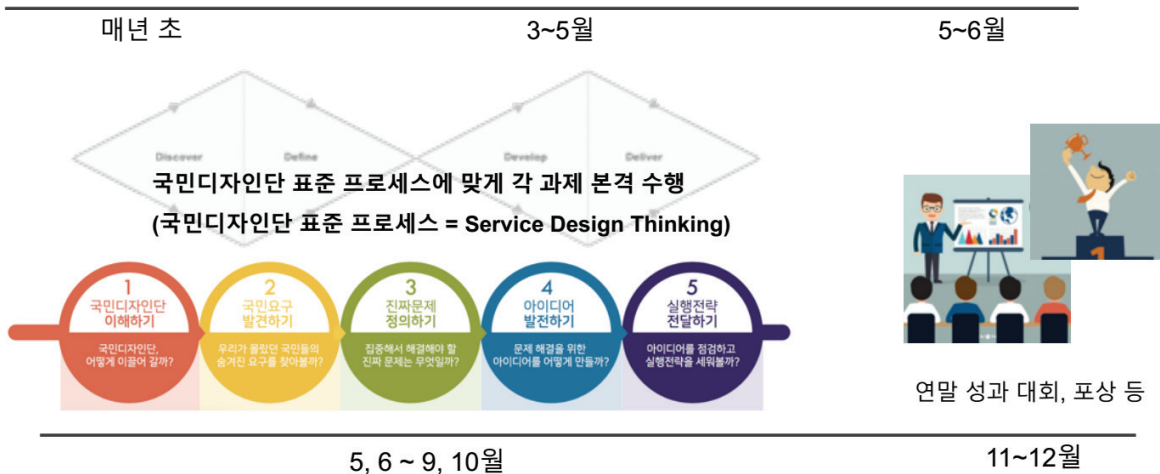 매년 초
3~5월
5~6월
Discover
Define
Develop
Deliver
국민디자인단 표준 프로세스에 맞게 각 과제 본격 수행
(국민디자인단 표준 프로세스 = Service Design Thinking)
1
국민디자인단
이해하기
국민디자인단,
어떻게 이끌어 갈까?
2
국민요구
발견하기
우리가 몰랐던 국민들의
숨겨진 요구를 찾아볼까?
3
진짜문제
정의하기
집중해서 해결해야 할
진짜 문제는 무엇일까?
4
아이디어
발전하기
문제 해결을 위한
아이디어를 어떻게 만들까?
5
실행전략
전달하기
아이디어를 점검하고
실행전략을 세워볼까?
1
연말 성과 대회, 포상 등
5, 6 ~ 9, 10월
11~12월